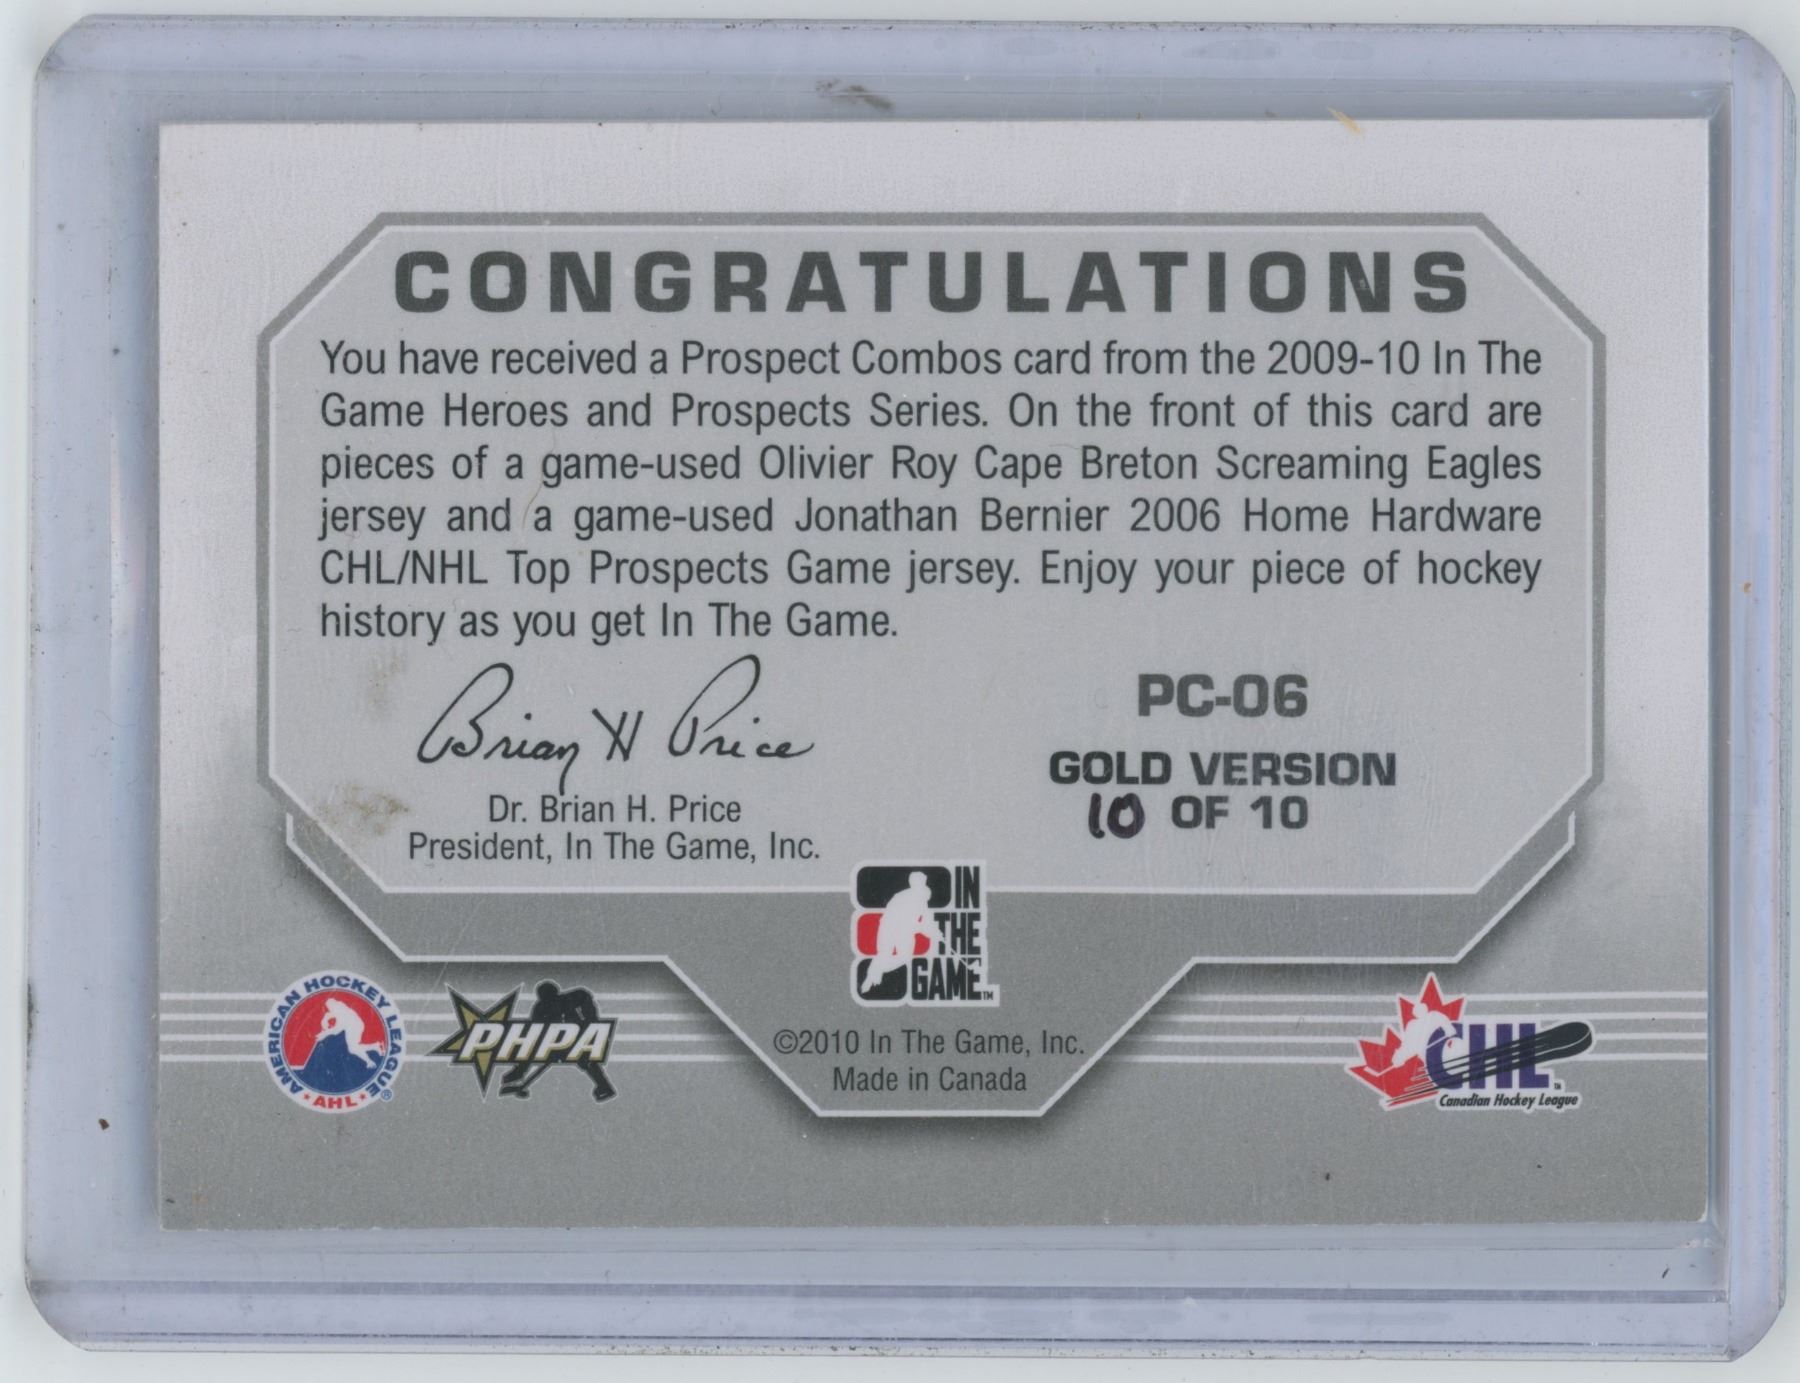 CONGRATULATIONS
You have received a Prospect Combos card from the 2009-10 In The
Game Heroes and Prospects Series. On the front of this card are
pieces of a game-used Olivier Roy Cape Breton Screaming Eagles
jersey and a game-used Jonathan Bernier 2006 Home Hardware
CHL/NHL Top Prospects Game jersey. Enjoy your piece of hockey
history as you get In The Game.
Brian H Price
Dr. Brian H. Price
President, In The Game, Inc.
PC-06
GOLD VERSION
10 OF 10
IN
THE
GAME™
AMERICAN HOCKEY LEAGUE
AHL ®
PHPA
©2010 In The Game, Inc.
Made in Canada
CHL™
Canadian Hockey League